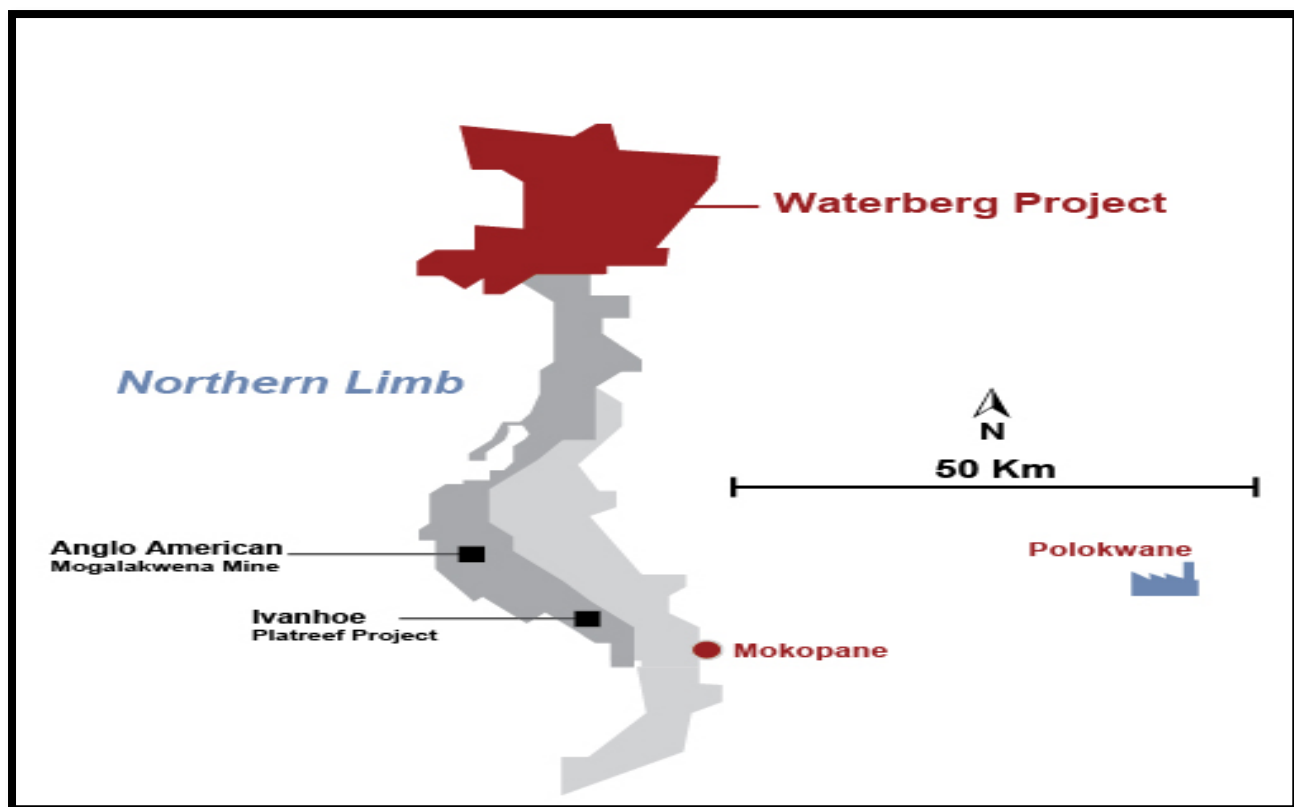 Waterberg Project
Northern Limb
N
50 Km
Anglo American
Mogalakwena Mine
Polokwane
Ivanhoe
Platreef Project
Mokopane